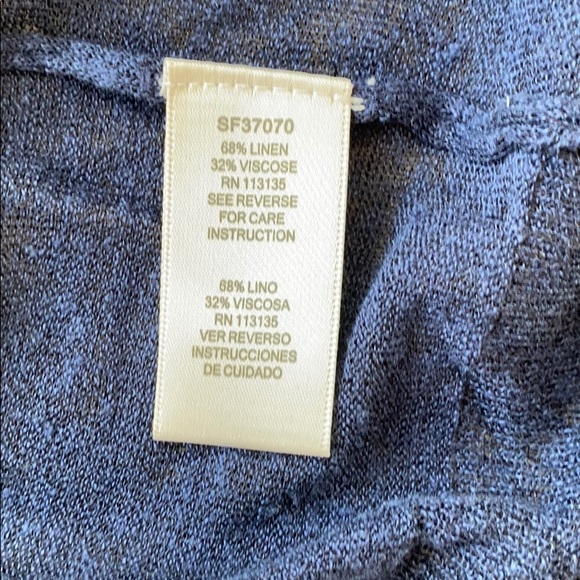 SF37070
68% LINEN
32% VISCOSE
RN 113135
SEE REVERSE
FOR CARE
INSTRUCTION
68% LINO
32% VISCOSA
RN 113135
VER REVERSO
INSTRUCCIONES
DE CUIDADO